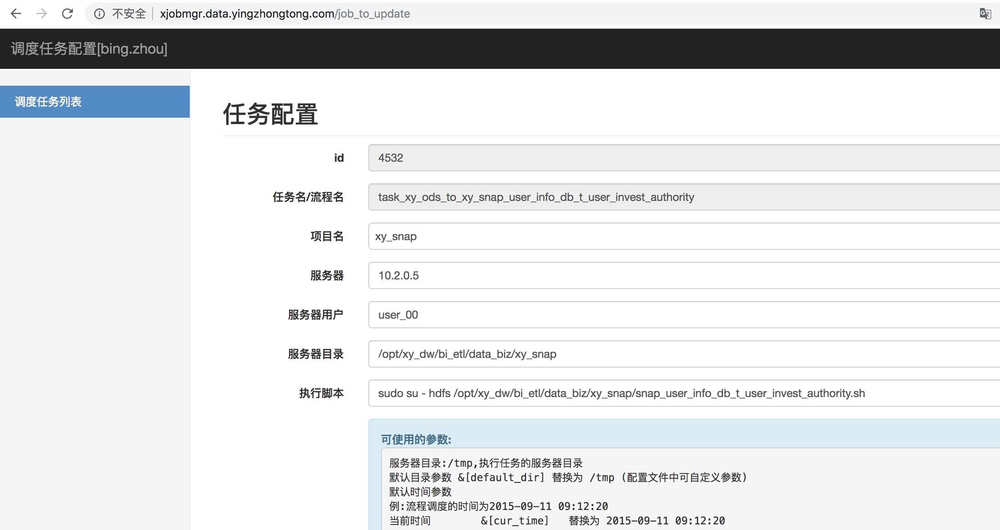 不安全 xjobmgr.data.yingzhongtong.com/job_to_update
调度任务配置[bing.zhou]
调度任务列表
任务配置
id 4532
任务名/流程名 task_xy_ods_to_xy_snap_user_info_db_t_user_invest_authority
项目名 xy_snap
服务器 10.2.0.5
服务器用户 user_00
服务器目录 /opt/xy_dw/bi_etl/data_biz/xy_snap
执行脚本 sudo su - hdfs /opt/xy_dw/bi_etl/data_biz/xy_snap/snap_user_info_db_t_user_invest_authority.sh
可使用的参数:
服务器目录:/tmp,执行任务的服务器目录
默认目录参数 &[default_dir] 替换为 /tmp (配置文件中可自定义参数)
默认时间参数
例:流程调度的时间为2015-09-11 09:12:20
当前时间 &[cur_time] 替换为 2015-09-11 09:12:20